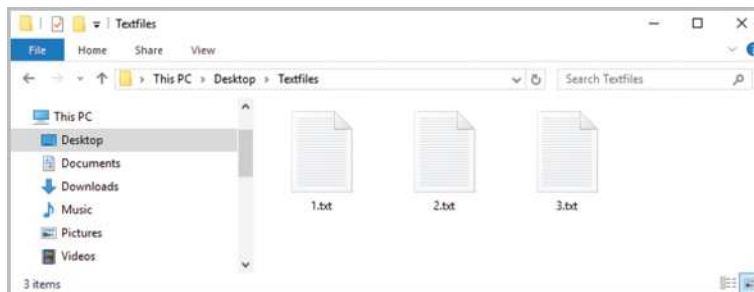 Textfiles
File Home Share View
This PC > Desktop > Textfiles
Search Textfiles
This PC
Desktop
Documents
Downloads
Music
Pictures
Videos
1.txt 2.txt 3.txt
3 items